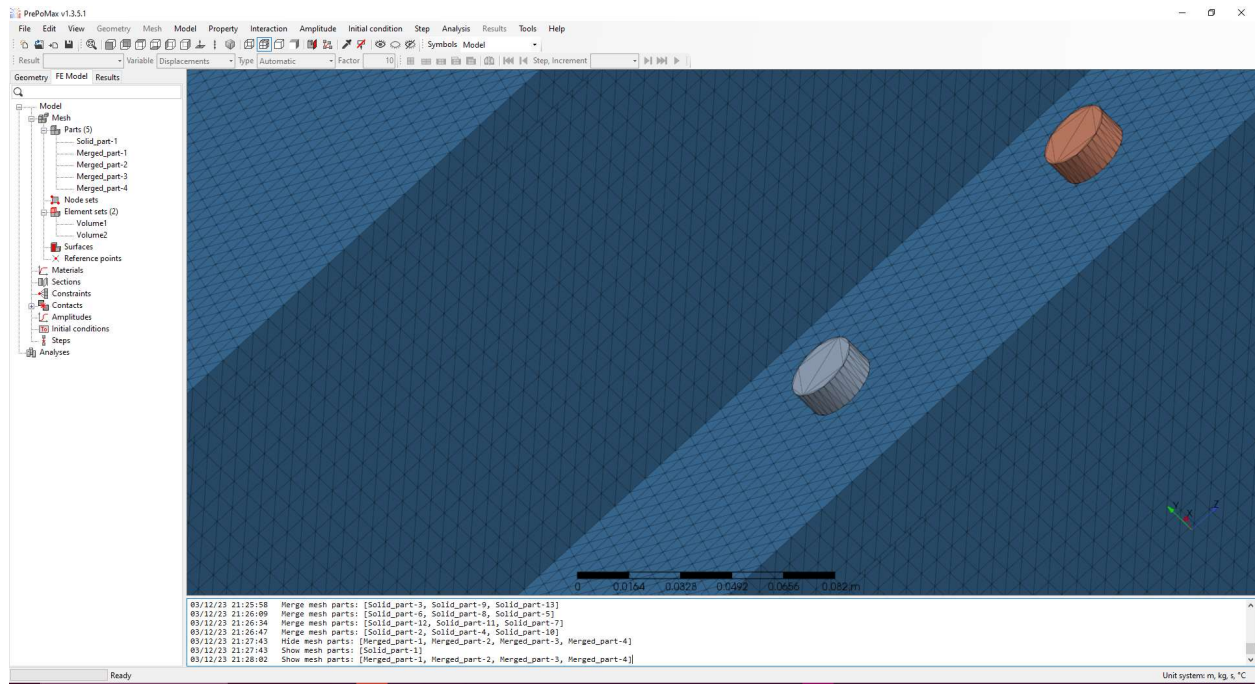 PrePoMax v1.3.5.1
File Edit View Geometry Mesh Model Property Interaction Amplitude Initial condition Step Analysis Results Tools Help
Symbols Model
Result Variable Displacements Type Automatic Factor 10 Step, Increment
Geometry FE Model Results
Model
Mesh
Parts (5)
Solid_part-1
Merged_part-1
Merged_part-2
Merged_part-3
Merged_part-4
Node sets
Element sets (2)
Volume1
Volume2
Surfaces
Reference points
Materials
Sections
Constraints
Contacts
Amplitudes
Initial conditions
Steps
Analyses
Y X Z
0 0.0164 0.0328 0.0492 0.0656 0.082 m
03/12/23 21:25:58 Merge mesh parts: [Solid_part-3, Solid_part-9, Solid_part-13]
03/12/23 21:26:09 Merge mesh parts: [Solid_part-6, Solid_part-8, Solid_part-5]
03/12/23 21:26:34 Merge mesh parts: [Solid_part-12, Solid_part-11, Solid_part-7]
03/12/23 21:26:47 Merge mesh parts: [Solid_part-2, Solid_part-4, Solid_part-10]
03/12/23 21:27:43 Hide mesh parts: [Merged_part-1, Merged_part-2, Merged_part-3, Merged_part-4]
03/12/23 21:27:43 Show mesh parts: [Solid_part-1]
03/12/23 21:28:02 Show mesh parts: [Merged_part-1, Merged_part-2, Merged_part-3, Merged_part-4]
Ready Unit system: m, kg, s, °C